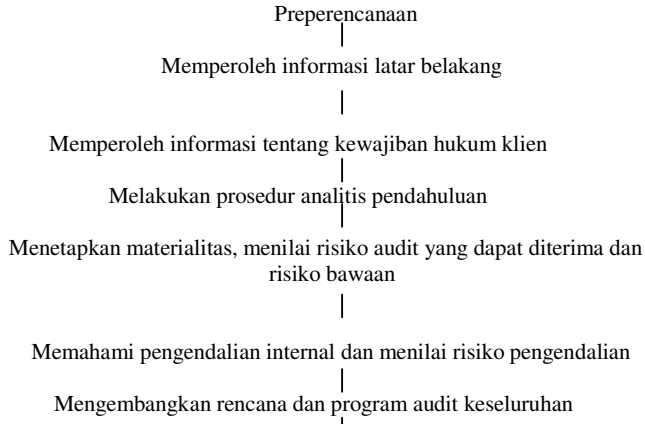 Preperencanaan
Memperoleh informasi latar belakang
Memperoleh informasi tentang kewajiban hukum klien
Melakukan prosedur analitis pendahuluan
Menetapkan materialitas, menilai risiko audit yang dapat diterima dan
risiko bawaan
Memahami pengendalian internal dan menilai risiko pengendalian
Mengembangkan rencana dan program audit keseluruhan